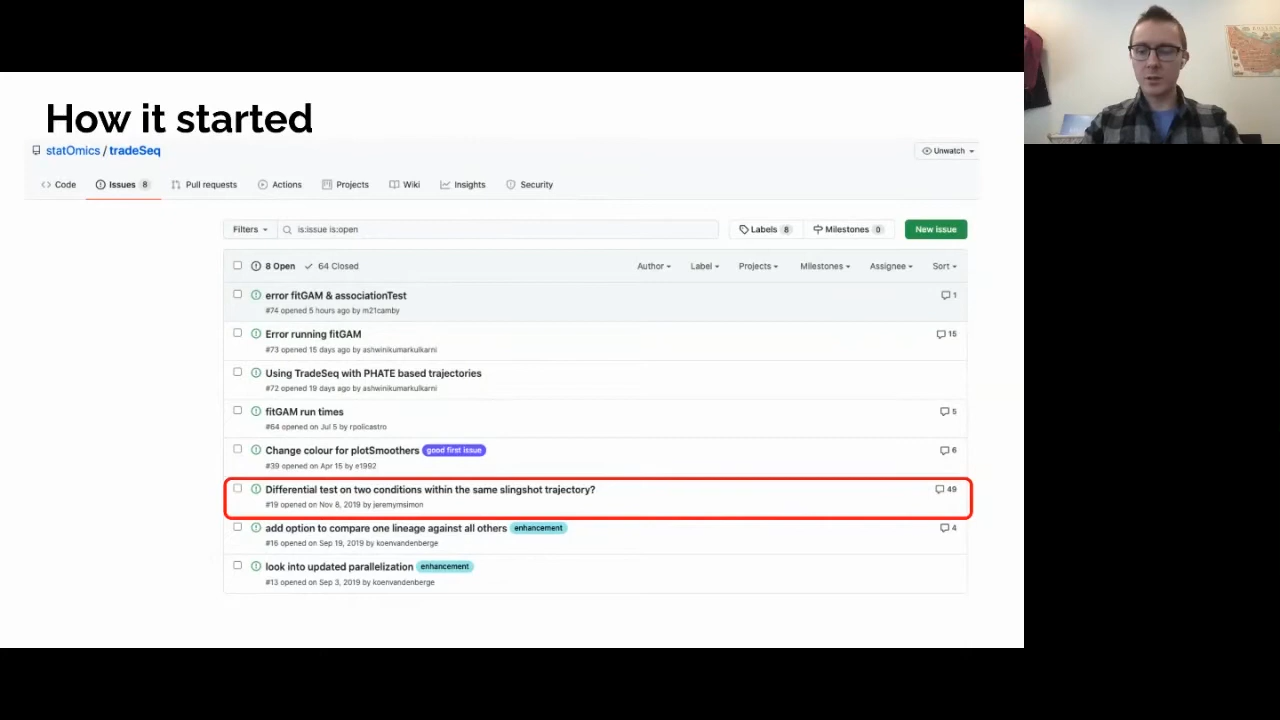 How it started
statOmics / tradeSeq
Unwatch
Code Issues 8 Pull requests Actions Projects Wiki Insights Security
Filters is:issue is:open Labels 8 Milestones 0 New issue
8 Open 64 Closed Author Label Projects Milestones Assignee Sort
error fitGAM & associationTest 1
#74 opened 5 hours ago by m21camby
Error running fitGAM 15
#73 opened 15 days ago by ashwinikumarkulkarni
Using TradeSeq with PHATE based trajectories
#72 opened 19 days ago by ashwinikumarkulkarni
fitGAM run times 5
#64 opened on Jul 5 by rpolicastro
Change colour for plotSmoothers good first issue 6
#39 opened on Apr 15 by e1992
Differential test on two conditions within the same slingshot trajectory? 49
#19 opened on Nov 8, 2019 by jeremymsimon
add option to compare one lineage against all others enhancement 4
#16 opened on Sep 19, 2019 by koenvandenberge
look into updated parallelization enhancement
#13 opened on Sep 3, 2019 by koenvandenberge